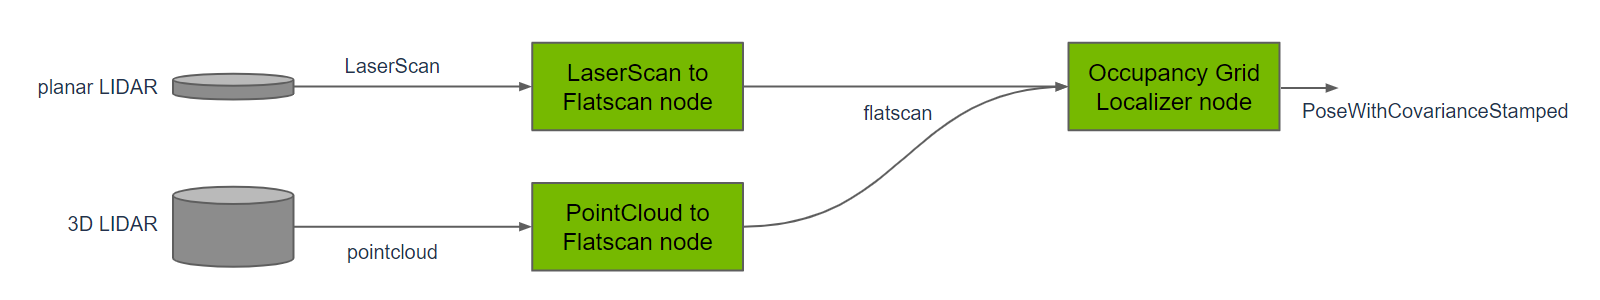 planar LIDAR
LaserScan
LaserScan to
Flatscan node
flatscan
Occupancy Grid
Localizer node
PoseWithCovarianceStamped
3D LIDAR
pointcloud
PointCloud to
Flatscan node